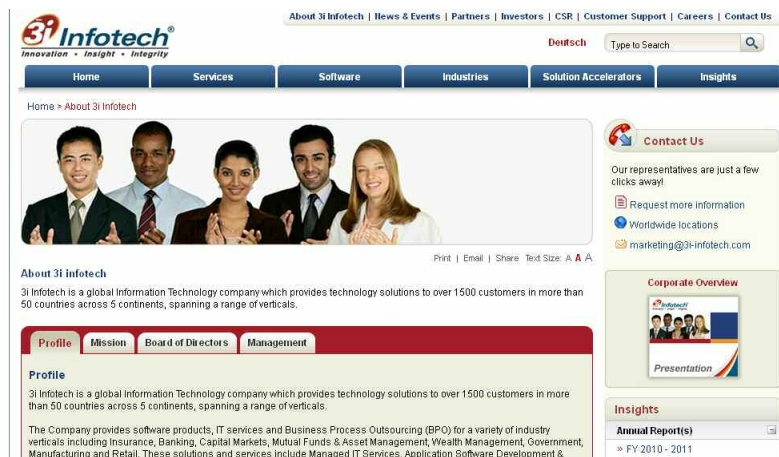 About 3i Infotech | News & Events | Partners | Investors | CSR | Customer Support | Careers | Contact Us
3i Infotech®
Innovation • Insight • Integrity
Deutsch
Type to Search
Home
Services
Software
Industries
Solution Accelerators
Insights
Home > About 3i Infotech
Contact Us
Our representatives are just a few
clicks away!
Request more information
Worldwide locations
marketing@3i-infotech.com
Print | Email | Share Text Size: A A A
About 3i infotech
3i Infotech is a global Information Technology company which provides technology solutions to over 1500 customers in more than
50 countries across 5 continents, spanning a range of verticals.
Corporate Overview
3i Infotech
Presentation
Profile
Mission
Board of Directors
Management
Profile
3i Infotech is a global Information Technology company which provides technology solutions to over 1500 customers in more
than 50 countries across 5 continents, spanning a range of verticals.
The Company provides software products, IT services and Business Process Outsourcing (BPO) for a variety of industry
verticals including Insurance, Banking, Capital Markets, Mutual Funds & Asset Management, Wealth Management, Government,
Manufacturing and Retail. These solutions and services include Managed IT Services, Application Software Development &
Insights
Annual Report(s)
» FY 2010 - 2011